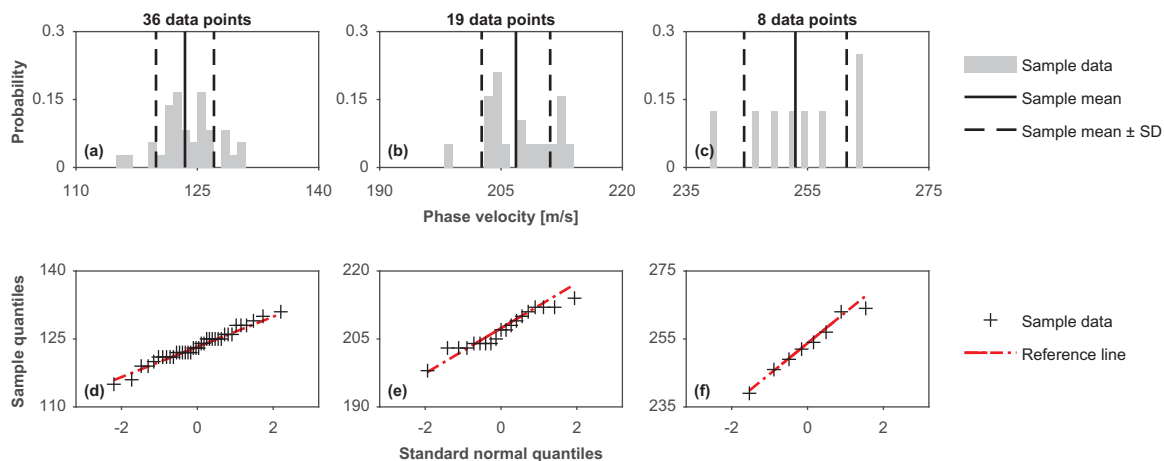 36 data points
19 data points
8 data points
0.3
0.3
0.3
Probability
0.15
0.15
0.15
(a)
(b)
(c)
0
0
0
110
125
140
190
205
220
235
255
275
Phase velocity [m/s]
Sample data
Sample mean
Sample mean ± SD
140
220
275
Sample quantiles
125
205
255
(d)
(e)
(f)
110
190
235
-2
0
2
-2
0
2
-2
0
2
Standard normal quantiles
Sample data
Reference line